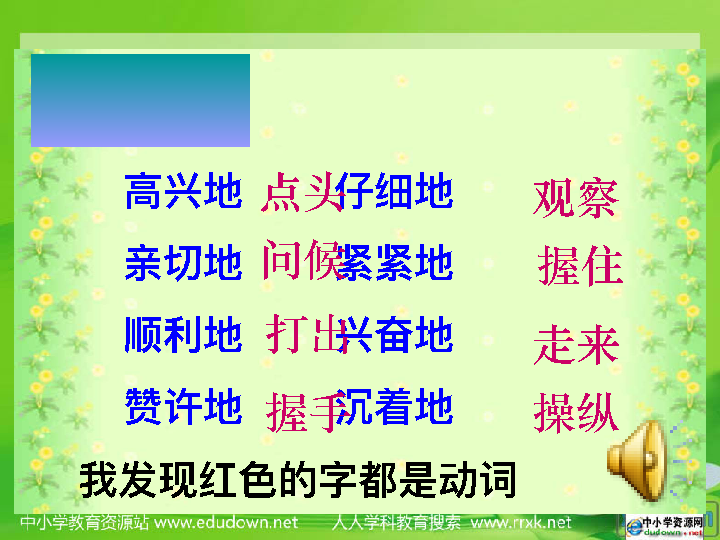 高兴地 点头 仔细地 观察
亲切地 问候 紧紧地 握住
顺利地 打出 兴奋地 走来
赞许地 握手 沉着地 操纵
我发现红色的字都是动词
中小学教育资源站 www.edudown.net 人人学科教育搜索 www.rrxk.net
中小学资源网
edudown.net